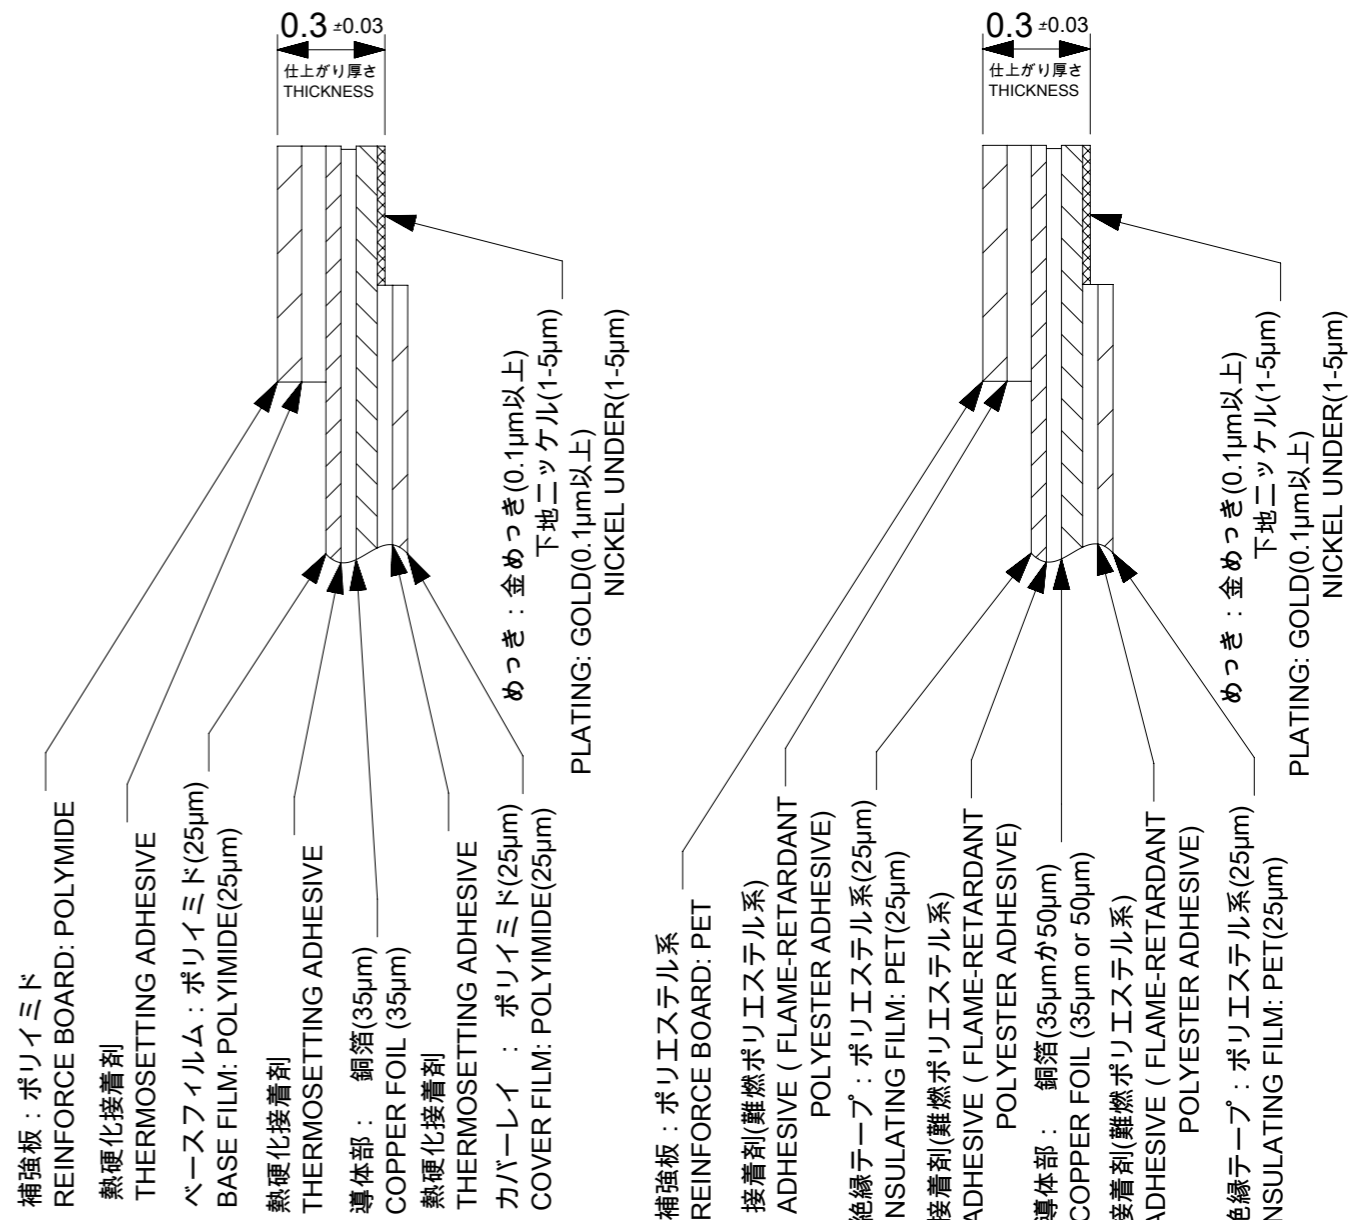 0.3 ±0.03
仕上がり厚さ
THICKNESS
めっき：金めっき(0.1μm以上)
下地ニッケル(1-5μm)
PLATING: GOLD(0.1μm以上)
NICKEL UNDER(1-5μm)
補強板：ポリイミド
REINFORCE BOARD: POLYMIDE
熱硬化接着剤
THERMOSETTING ADHESIVE
ベースフィルム：ポリイミド(25μm)
BASE FILM: POLYIMIDE(25μm)
熱硬化接着剤
THERMOSETTING ADHESIVE
導体部： 銅箔(35μm)
COPPER FOIL (35μm)
熱硬化接着剤
THERMOSETTING ADHESIVE
カバーレイ ： ポリイミド(25μm)
COVER FILM: POLYIMIDE(25μm)
0.3 ±0.03
仕上がり厚さ
THICKNESS
めっき：金めっき(0.1μm以上)
下地ニッケル(1-5μm)
PLATING: GOLD(0.1μm以上)
NICKEL UNDER(1-5μm)
補強板：ポリエステル系
REINFORCE BOARD: PET
接着剤(難燃ポリエステル系)
ADHESIVE ( FLAME-RETARDANT
POLYESTER ADHESIVE)
絶縁テープ：ポリエステル系(25μm)
INSULATING FILM: PET(25μm)
接着剤(難燃ポリエステル系)
ADHESIVE ( FLAME-RETARDANT
POLYESTER ADHESIVE)
導体部： 銅箔(35μmか50μm)
COPPER FOIL (35μm or 50μm)
接着剤(難燃ポリエステル系)
ADHESIVE ( FLAME-RETARDANT
POLYESTER ADHESIVE)
絶縁テープ：ポリエステル系(25μm)
INSULATING FILM: PET(25μm)